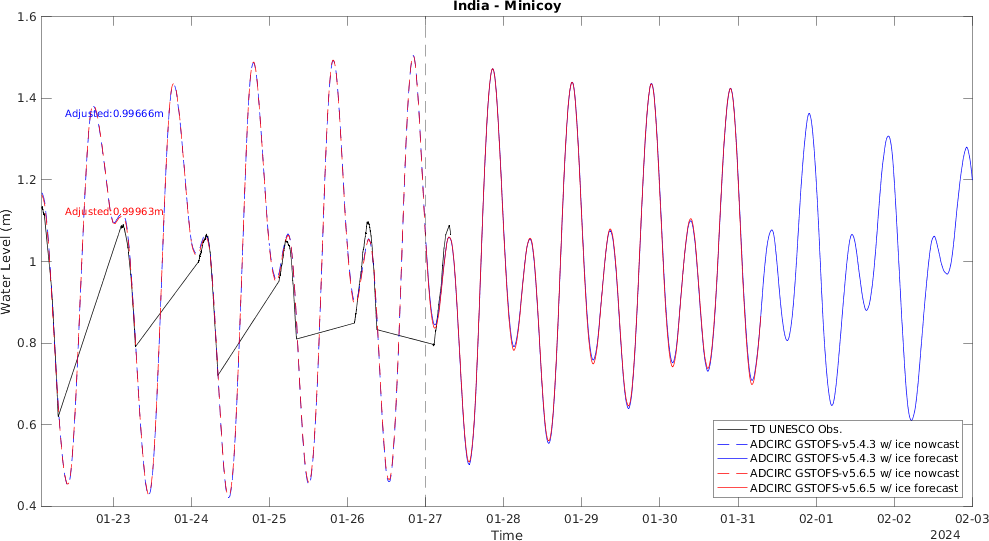 India - Minicoy
1.6
1.4
1.2
1
0.8
0.6
0.4
Water Level (m)
Adjusted:0.99666m
Adjusted:0.99963m
TD UNESCO Obs.
ADCIRC GSTOFS-v5.4.3 w/ ice nowcast
ADCIRC GSTOFS-v5.4.3 w/ ice forecast
ADCIRC GSTOFS-v5.6.5 w/ ice nowcast
ADCIRC GSTOFS-v5.6.5 w/ ice forecast
01-23 01-24 01-25 01-26 01-27 01-28 01-29 01-30 01-31 02-01 02-02 02-03
Time
2024